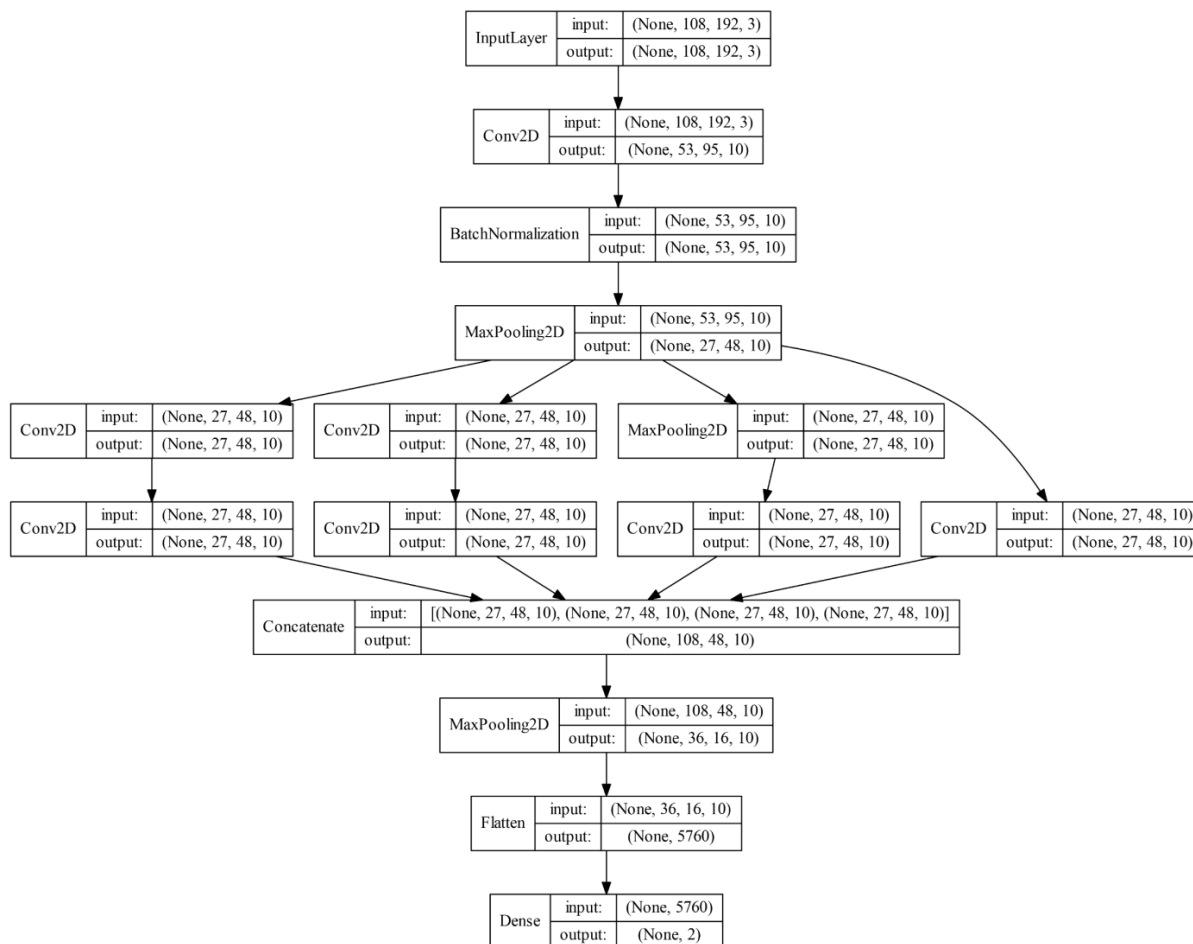 InputLayer input: (None, 108, 192, 3)
output: (None, 108, 192, 3)
Conv2D input: (None, 108, 192, 3)
output: (None, 53, 95, 10)
BatchNormalization input: (None, 53, 95, 10)
output: (None, 53, 95, 10)
MaxPooling2D input: (None, 53, 95, 10)
output: (None, 27, 48, 10)
Conv2D input: (None, 27, 48, 10)
output: (None, 27, 48, 10)
Conv2D input: (None, 27, 48, 10)
output: (None, 27, 48, 10)
MaxPooling2D input: (None, 27, 48, 10)
output: (None, 27, 48, 10)
Conv2D input: (None, 27, 48, 10)
output: (None, 27, 48, 10)
Conv2D input: (None, 27, 48, 10)
output: (None, 27, 48, 10)
Conv2D input: (None, 27, 48, 10)
output: (None, 27, 48, 10)
Conv2D input: (None, 27, 48, 10)
output: (None, 27, 48, 10)
Concatenate input: [(None, 27, 48, 10), (None, 27, 48, 10), (None, 27, 48, 10), (None, 27, 48, 10)]
output: (None, 108, 48, 10)
MaxPooling2D input: (None, 108, 48, 10)
output: (None, 36, 16, 10)
Flatten input: (None, 36, 16, 10)
output: (None, 5760)
Dense input: (None, 5760)
output: (None, 2)